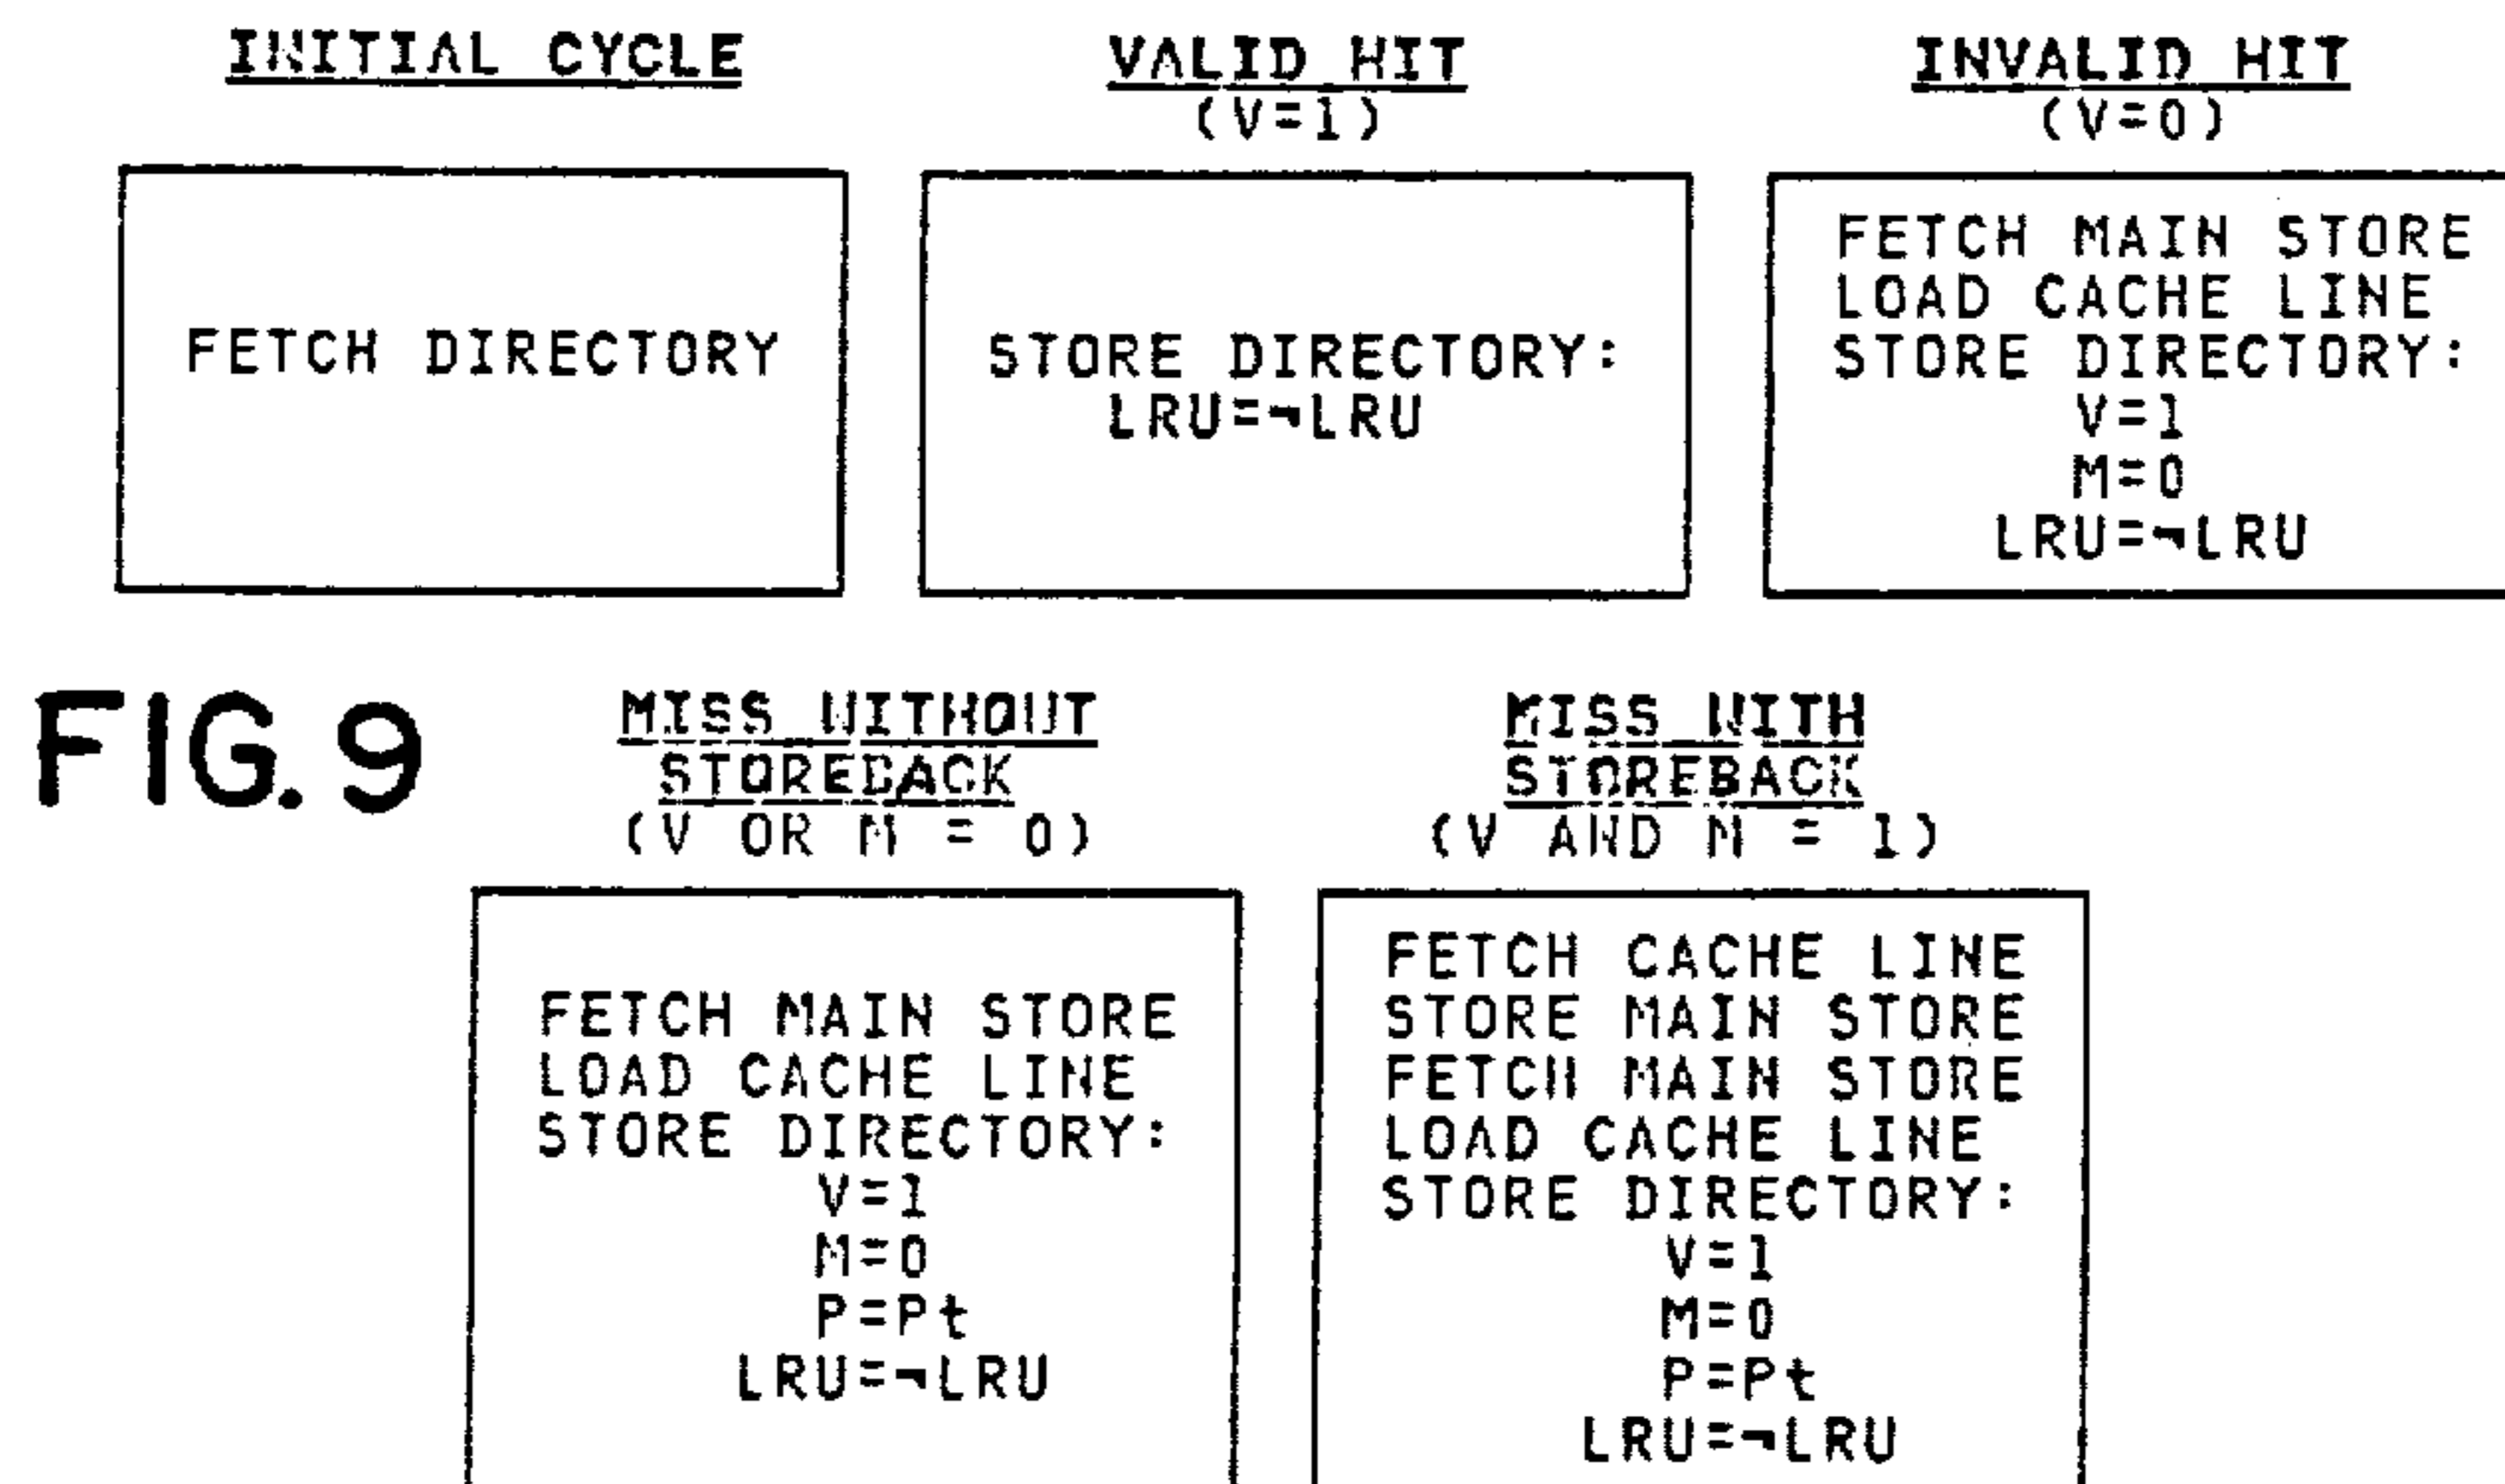 INITIAL CYCLE
FETCH DIRECTORY
VALID HIT
(V=1)
STORE DIRECTORY:
LRU=¬LRU
INVALID HIT
(V=0)
FETCH MAIN STORE
LOAD CACHE LINE
STORE DIRECTORY:
V=1
M=0
LRU=¬LRU
FIG. 9
MISS WITHOUT
STOREBACK
(V OR M = 0)
FETCH MAIN STORE
LOAD CACHE LINE
STORE DIRECTORY:
V=1
M=0
P=Pt
LRU=¬LRU
MISS WITH
STOREBACK
(V AND M = 1)
FETCH CACHE LINE
STORE MAIN STORE
FETCH MAIN STORE
LOAD CACHE LINE
STORE DIRECTORY:
V=1
M=0
P=Pt
LRU=¬LRU